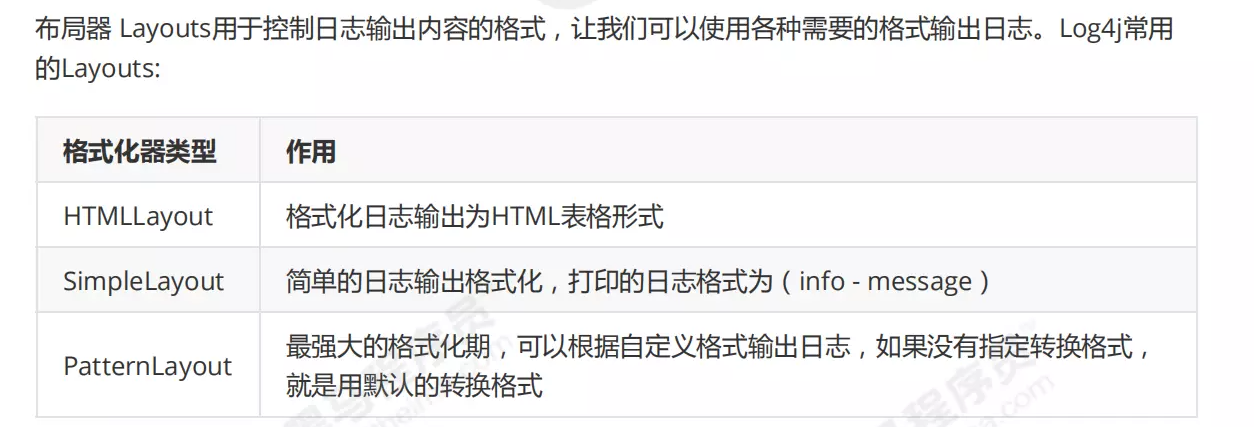 布局器 Layouts用于控制日志输出内容的格式，让我们可以使用各种需要的格式输出日志。Log4j常用
的Layouts:
格式化器类型 作用
HTMLLayout 格式化日志输出为HTML表格形式
SimpleLayout 简单的日志输出格式化，打印的日志格式为（info - message）
PatternLayout 最强大的格式化期，可以根据自定义格式输出日志，如果没有指定转换格式，
就是用默认的转换格式